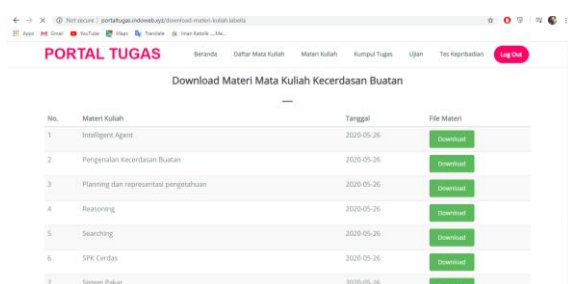 Not secure | portaltugas.indoweb.xyz/download-materi-kuliah
Apps Gmail YouTube Maps Translate
PORTAL TUGAS Beranda Daftar Mata Kuliah Materi Kuliah Kumpul Tugas Ujian Tes Kepribadian Log Out
Download Materi Mata Kuliah Kecerdasan Buatan
No. Materi Kuliah Tanggal File Materi
1 Intelligent Agent 2020-05-26 Download
2 Pengenalan Kecerdasan Buatan 2020-05-26 Download
3 Planning dan representasi pengetahuan 2020-05-26 Download
4 Reasoning 2020-05-26 Download
5 Searching 2020-05-26 Download
6 SPK Cerdas 2020-05-26 Download
7 Sistem Pakar 2020-05-26